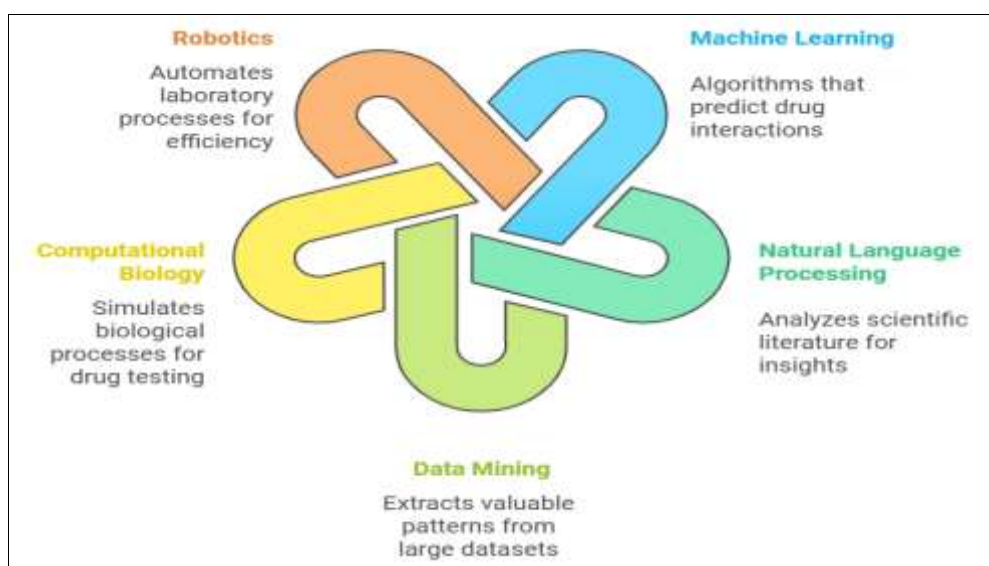 Robotics
Automates
laboratory
processes for
efficiency
Machine Learning
Algorithms that
predict drug
interactions
Computational
Biology
Simulates
biological
processes for
drug testing
Natural Language
Processing
Analyzes scientific
literature for
insights
Data Mining
Extracts valuable
patterns from
large datasets